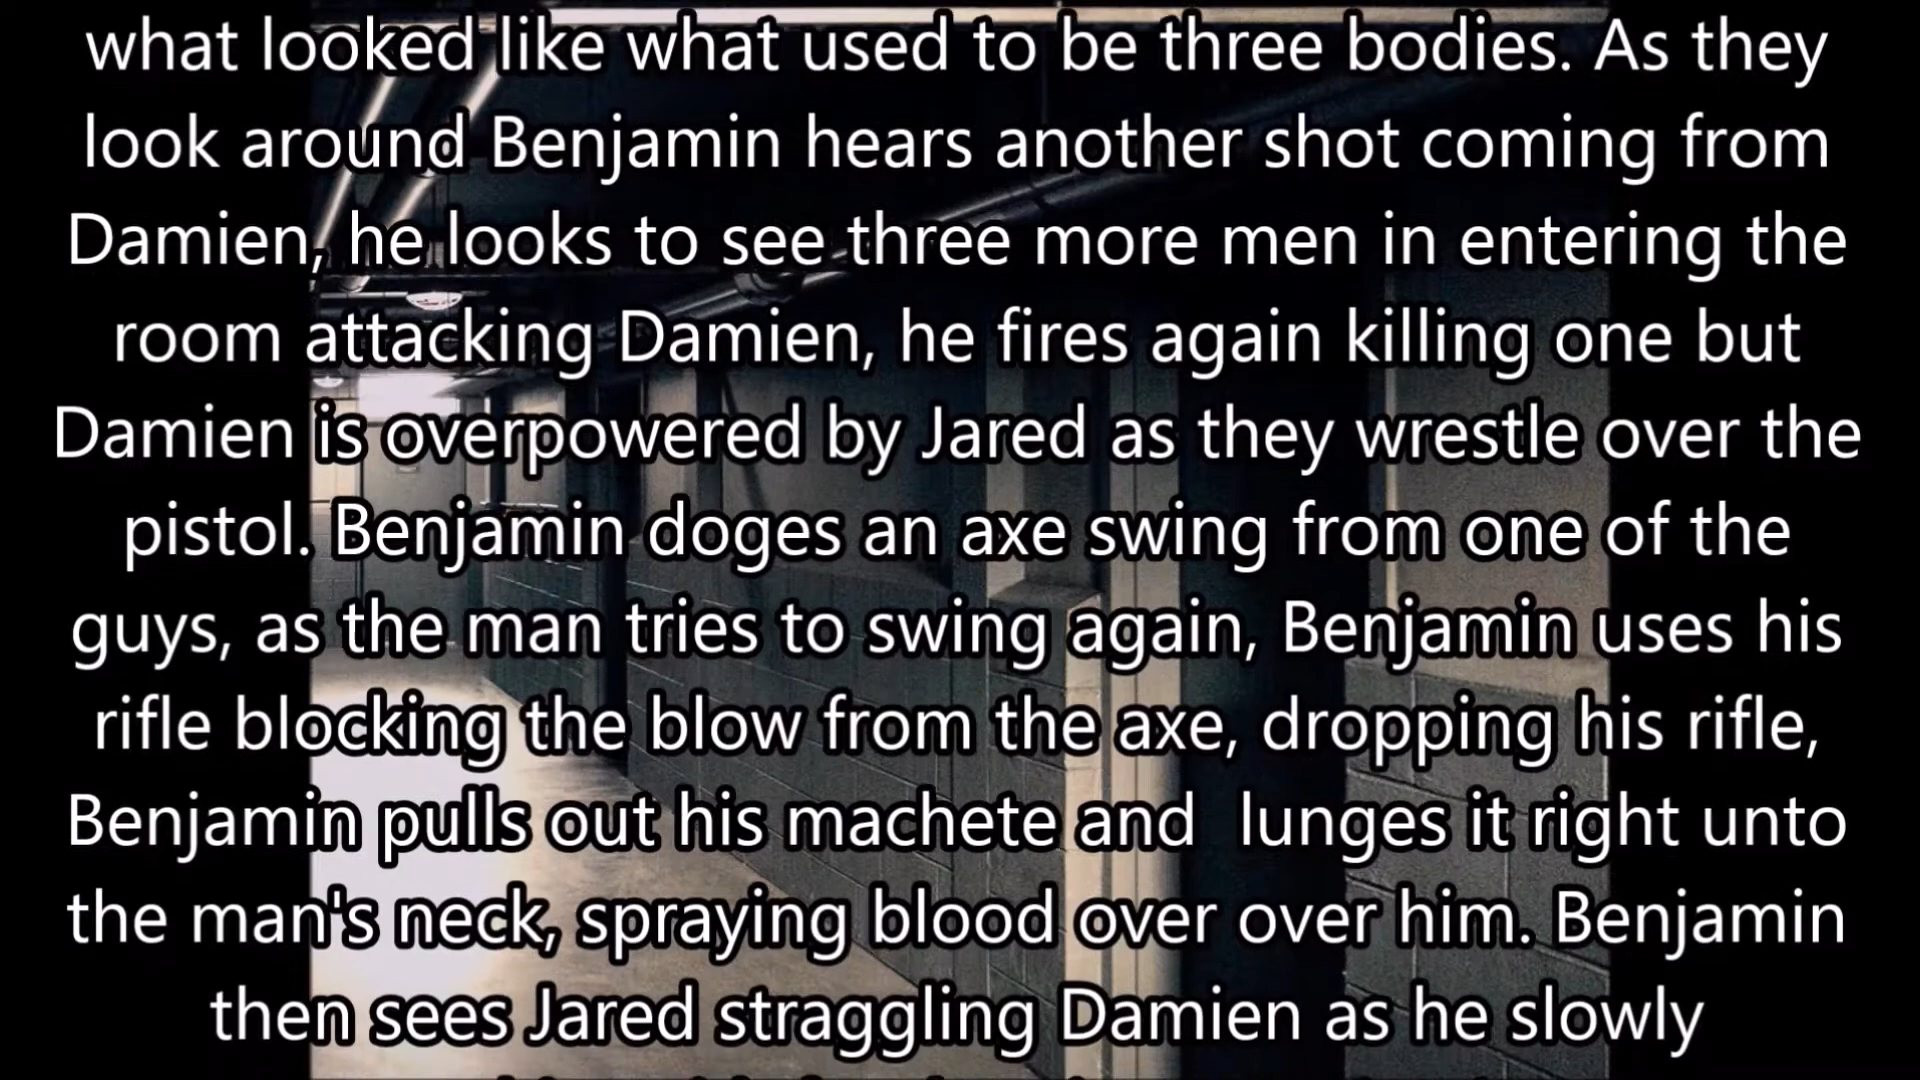 what looked like what used to be three bodies. As they
look around Benjamin hears another shot coming from
Damien, he looks to see three more men in entering the
room attacking Damien, he fires again killing one but
Damien is overpowered by Jared as they wrestle over the
pistol. Benjamin doges an axe swing from one of the
guys, as the man tries to swing again, Benjamin uses his
rifle blocking the blow from the axe, dropping his rifle,
Benjamin pulls out his machete and  lunges it right unto
the man's neck, spraying blood over over him. Benjamin
then sees Jared straggling Damien as he slowly